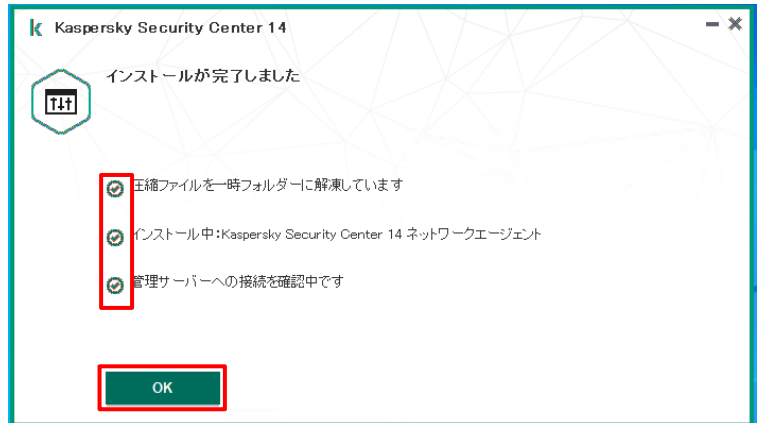 Kaspersky Security Center 14
インストールが完了しました
圧縮ファイルを一時フォルダーに解凍しています
インストール中：Kaspersky Security Center 14 ネットワークエージェント
管理サーバーへの接続を確認中です
OK